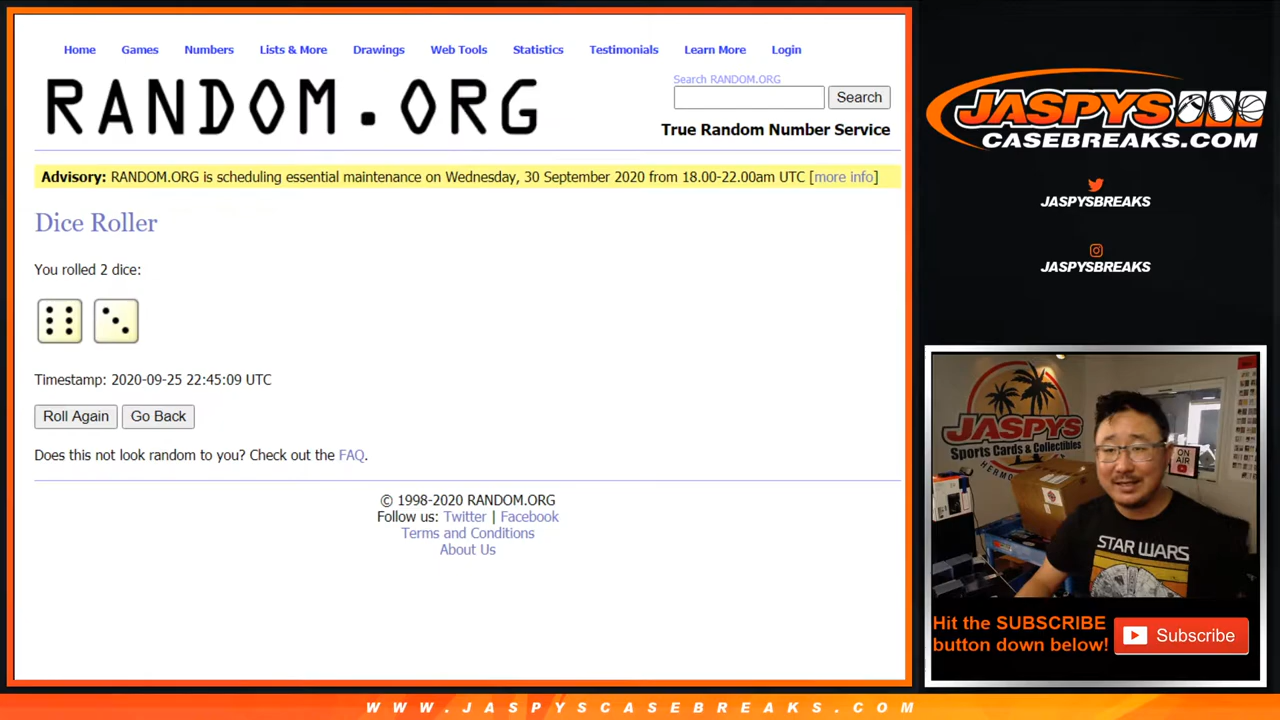 Home Games Numbers Lists & More Drawings Web Tools Statistics Testimonials Learn More Login
RANDOM.ORG
Search RANDOM.ORG
Search
True Random Number Service
Advisory: RANDOM.ORG is scheduling essential maintenance on Wednesday, 30 September 2020 from 18.00-22.00am UTC [more info]
Dice Roller
You rolled 2 dice:
Timestamp: 2020-09-25 22:45:09 UTC
Roll Again Go Back
Does this not look random to you? Check out the FAQ.
© 1998-2020 RANDOM.ORG
Follow us: Twitter | Facebook
Terms and Conditions
About Us
JASPYS
CASEBREAKS.COM
JASPYSBREAKS
JASPYSBREAKS
JASPYS
Sports Cards & Collectibles
HERMO
ON
AIR
STAR WARS
Hit the SUBSCRIBE
button down below!
Subscribe
WWW.JASPYSCASEBREAKS.COM